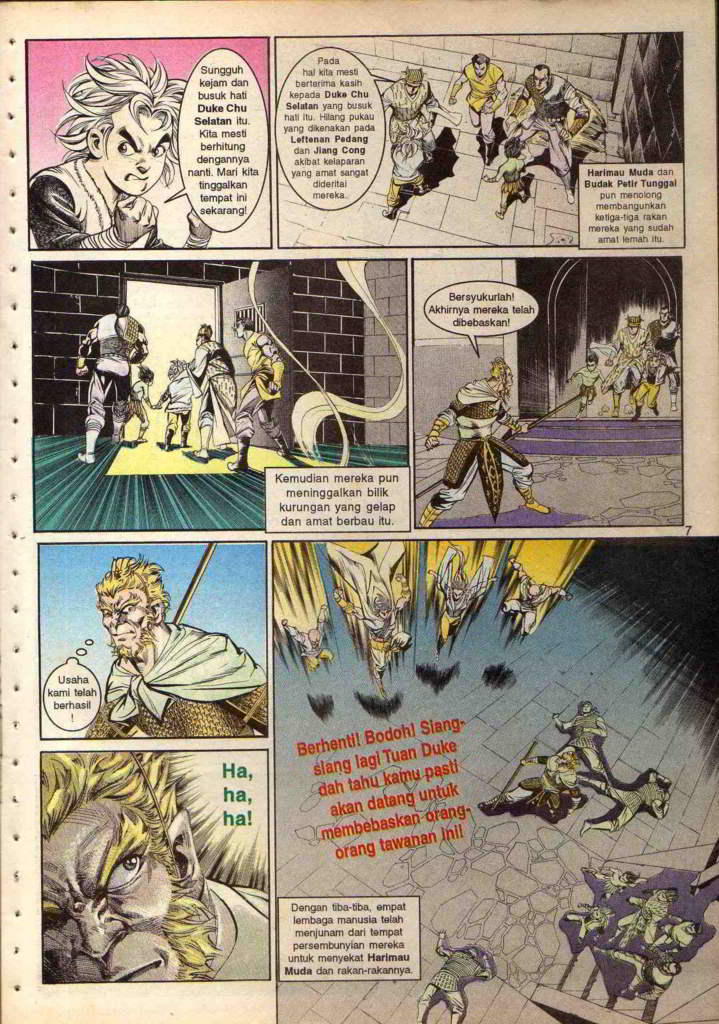 Sungguh
kejam dan
busuk hati
Duke Chu
Selatan itu.
Kita mesti
berhitung
dengannya
nanti. Mari kita
tinggalkan
tempat ini
sekarang!
Pada
hal kita mesti
berterima kasih
kepada Duke Chu
Selatan yang busuk
hati itu. Hilang pukau
yang dikenakan pada
Leftenan Pedang
dan Jiang Cong
akibat kelaparan
yang amat sangat
dideritai
mereka.
Harimau Muda dan
Budak Petir Tunggal
pun menolong
membangunkan
ketiga-tiga rakan
mereka yang sudah
amat lemah itu.
Kemudian mereka pun
meninggalkan bilik
kurungan yang gelap
dan amat berbau itu.
Bersyukurlah!
Akhirnya mereka telah
dibebaskan!
7
Usaha
kami telah
berhasil
!
Ha,
ha,
ha!
Berhenti! Bodoh! Siang-
siang lagi Tuan Duke
dah tahu kamu pasti
akan datang untuk
membebaskan orang-
orang tawanan ini!
Dengan tiba-tiba, empat
lembaga manusia telah
menjunam dari tempat
persembunyian mereka
untuk menyekat Harimau
Muda dan rakan-rakannya.